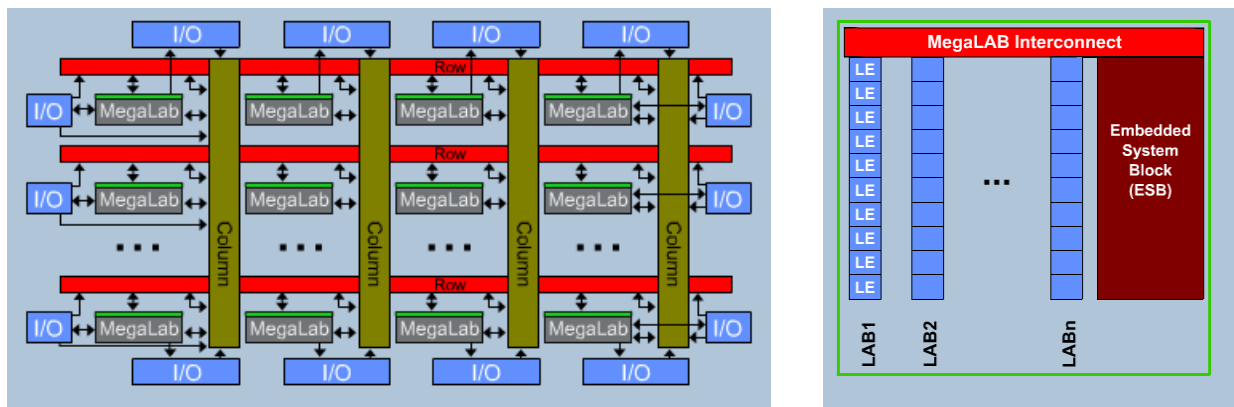 I/O I/O I/O I/O
Row
I/O MegaLab MegaLab MegaLab MegaLab I/O
Row
I/O MegaLab MegaLab MegaLab MegaLab I/O
Column Column Column Column
... ... ... ...
Row
I/O MegaLab MegaLab MegaLab MegaLab I/O
I/O I/O I/O I/O
MegaLAB Interconnect
LE
LE
LE
LE
LE
LE
LE
LE
LE
LE
...
Embedded
System
Block
(ESB)
LAB1
LAB2
LABn